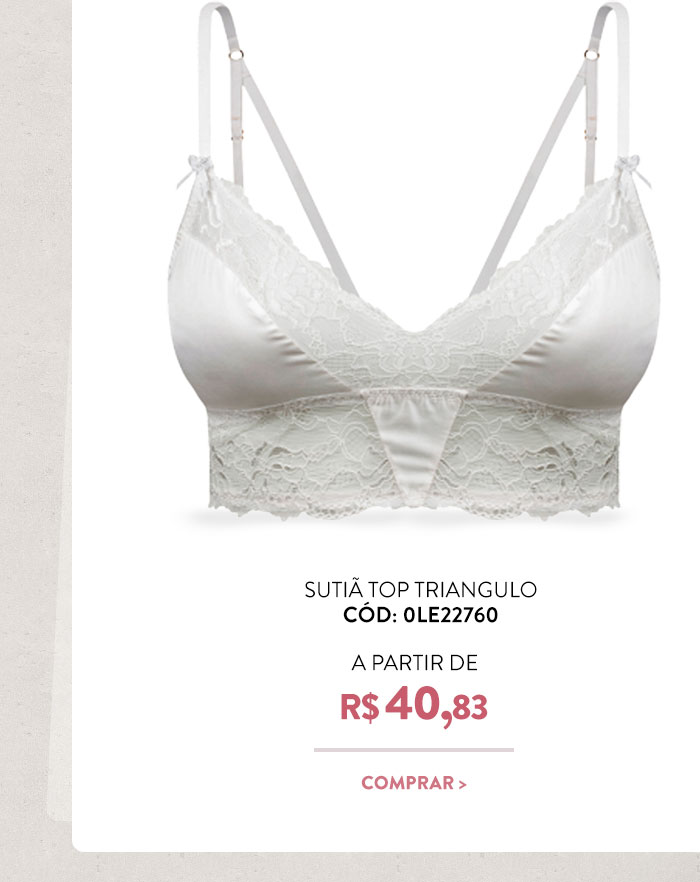 SUTIÃ TOP TRIANGULO
CÓD: 0LE22760
A PARTIR DE
R$ 40,83
COMPRAR >